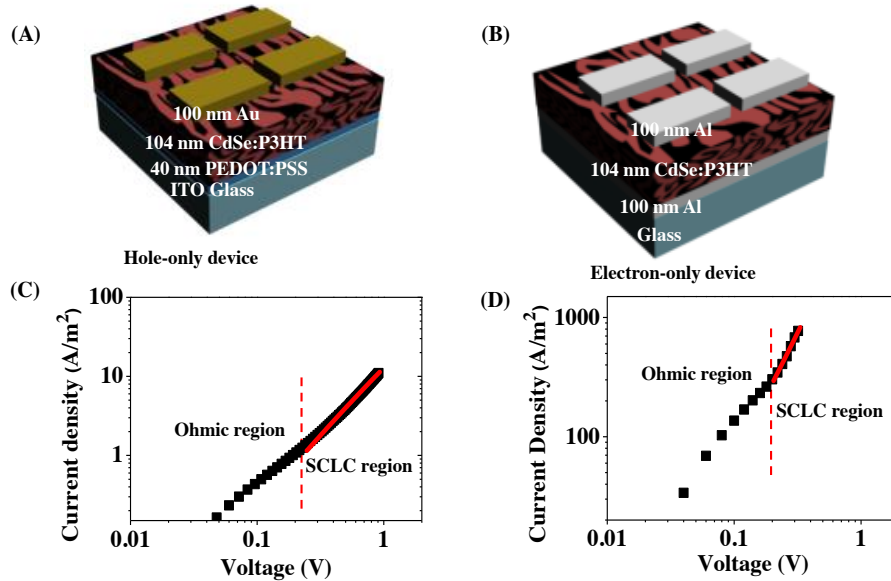 (A)
100 nm Au
104 nm CdSe:P3HT
40 nm PEDOT:PSS
ITO Glass
Hole-only device
(B)
100 nm Al
104 nm CdSe:P3HT
100 nm Al
Glass
Electron-only device
(C)
Current density (A/m²)
100
10
1
Ohmic region
SCLC region
0.01
0.1
1
Voltage (V)
(D)
Current Density (A/m²)
1000
100
Ohmic region
SCLC region
0.01
0.1
1
Voltage (V)